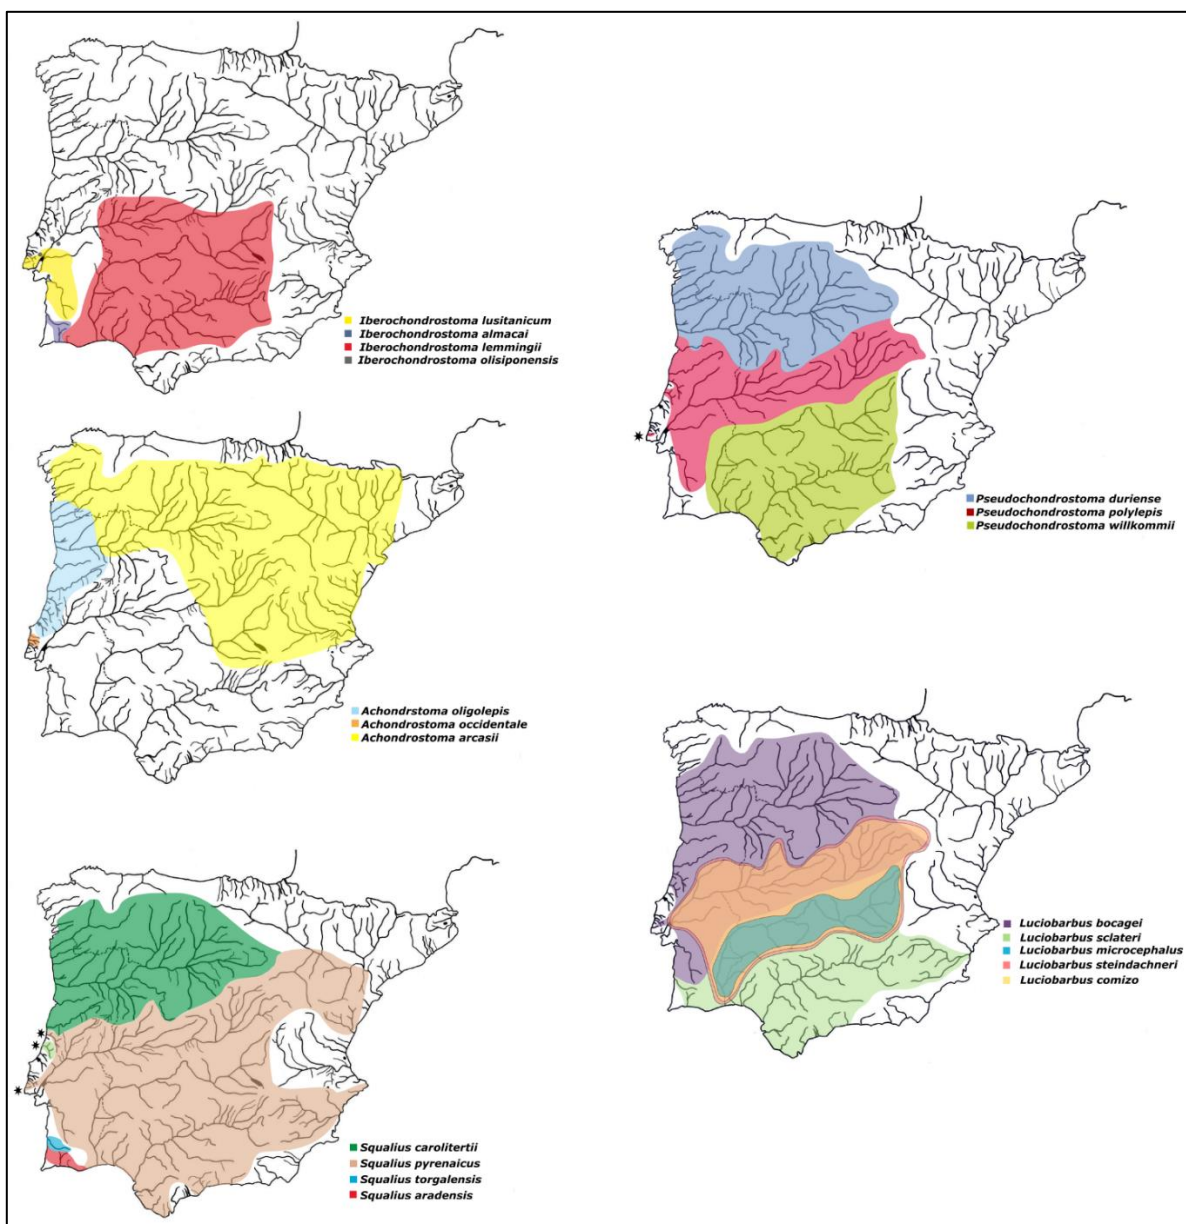 Iberochondrostoma lusitanicum
Iberochondrostoma almacai
Iberochondrostoma lemmingii
Iberochondrostoma olisiponensis
Pseudochondrostoma duriense
Pseudochondrostoma polylepis
Pseudochondrostoma willkommii
Achondrstoma oligolepis
Achondrostoma occidentale
Achondrostoma arcasii
Luciobarbus bocagei
Luciobarbus sclateri
Luciobarbus microcephalus
Luciobarbus steindachneri
Luciobarbus comizo
Squalius carolitertii
Squalius pyrenaicus
Squalius torgalensis
Squalius aradensis